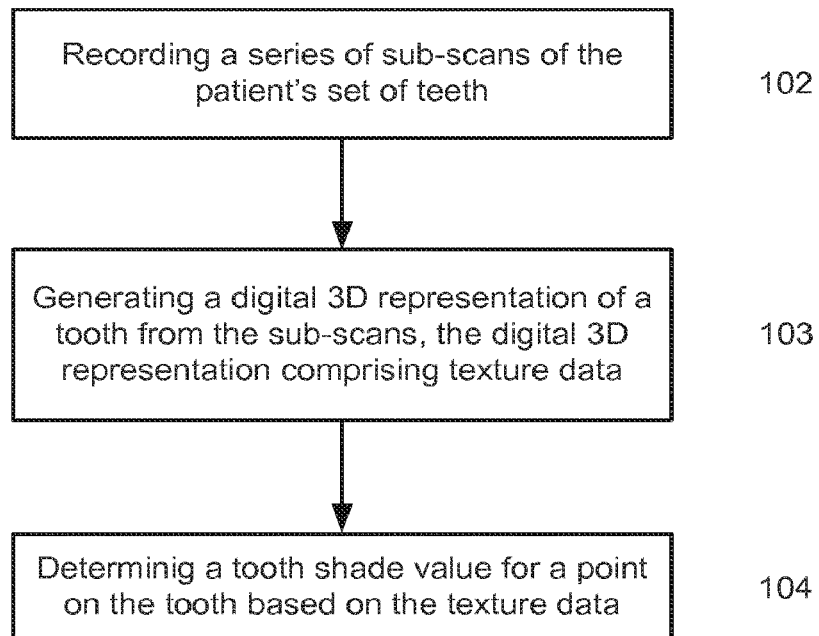 Recording a series of sub-scans of the
patient's set of teeth
102
Generating a digital 3D representation of a
tooth from the sub-scans, the digital 3D
representation comprising texture data
103
Determinig a tooth shade value for a point
on the tooth based on the texture data
104